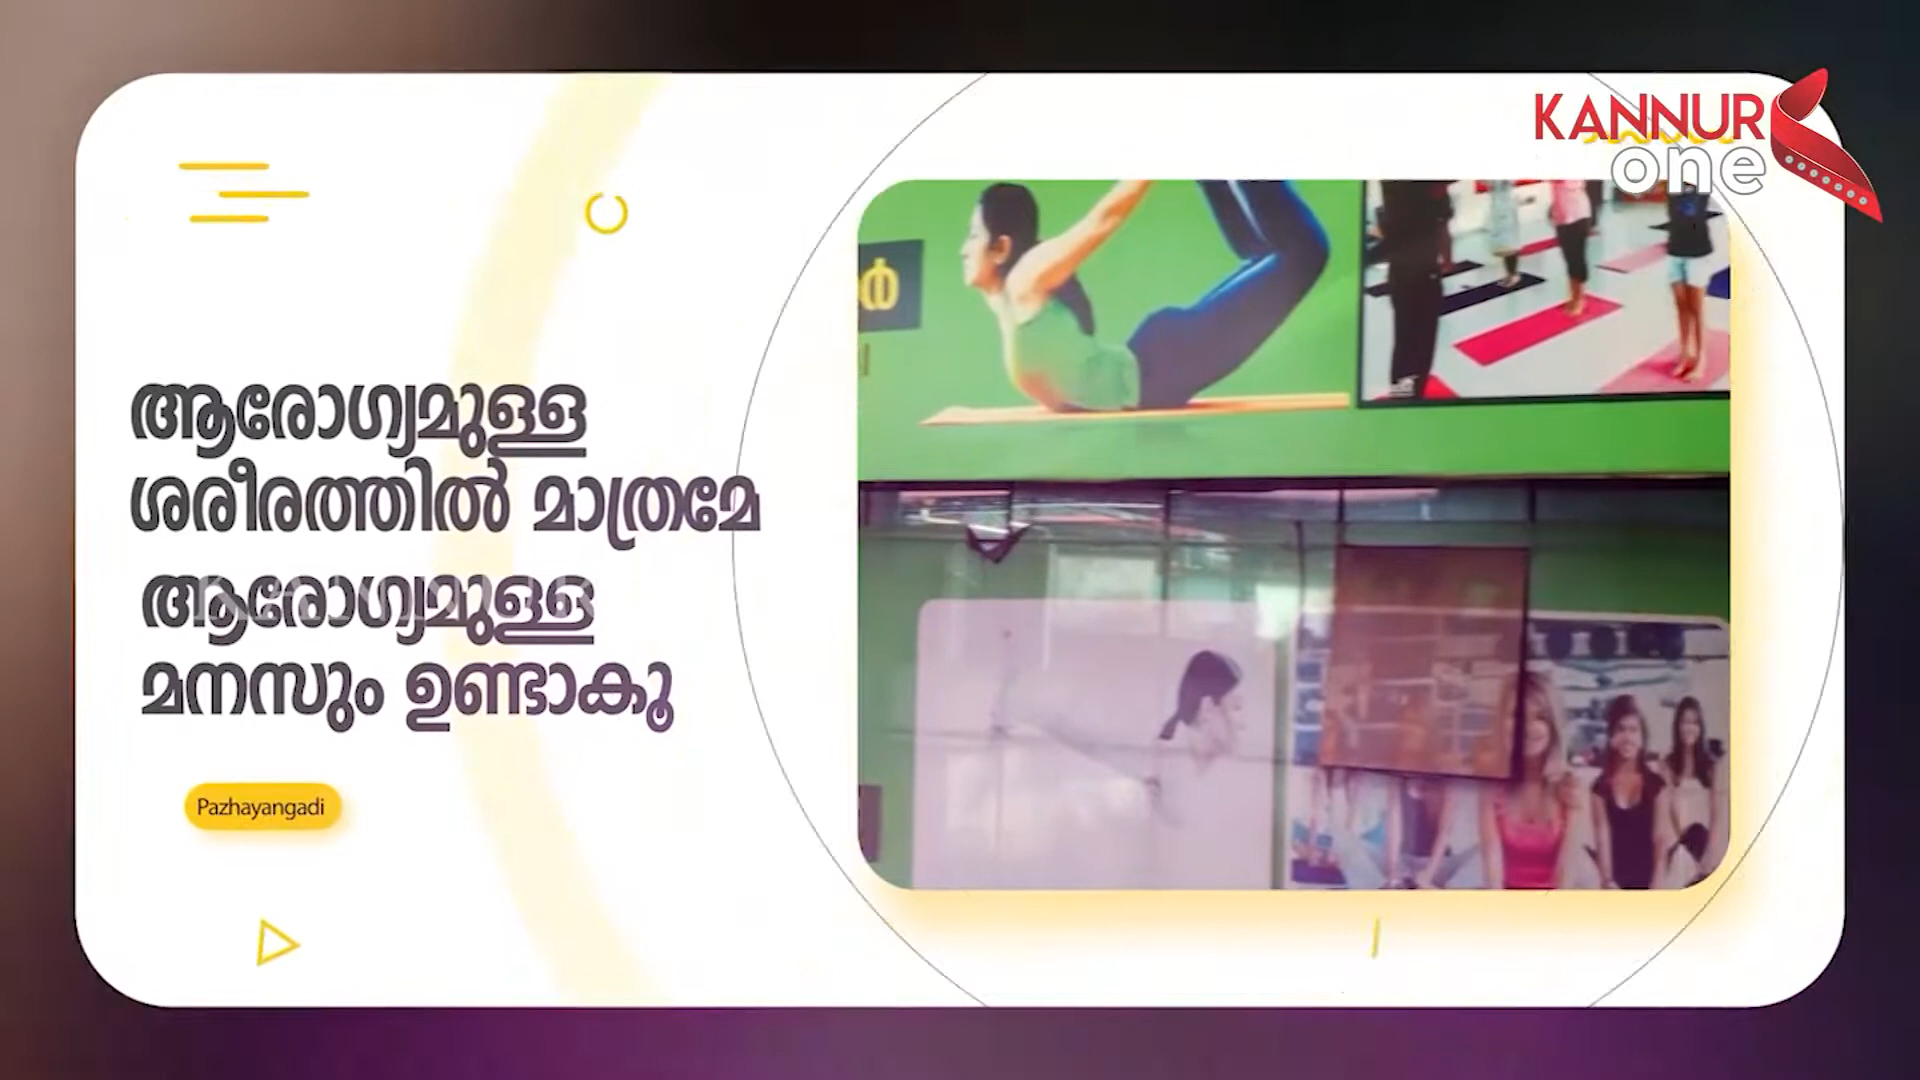 KANNUR
one
ആരോഗ്യമുള്ള
ശരീരത്തിൽ മാത്രമേ
ആരോഗ്യമുള്ള
മനസും ഉണ്ടാകൂ
Pazhayangadi